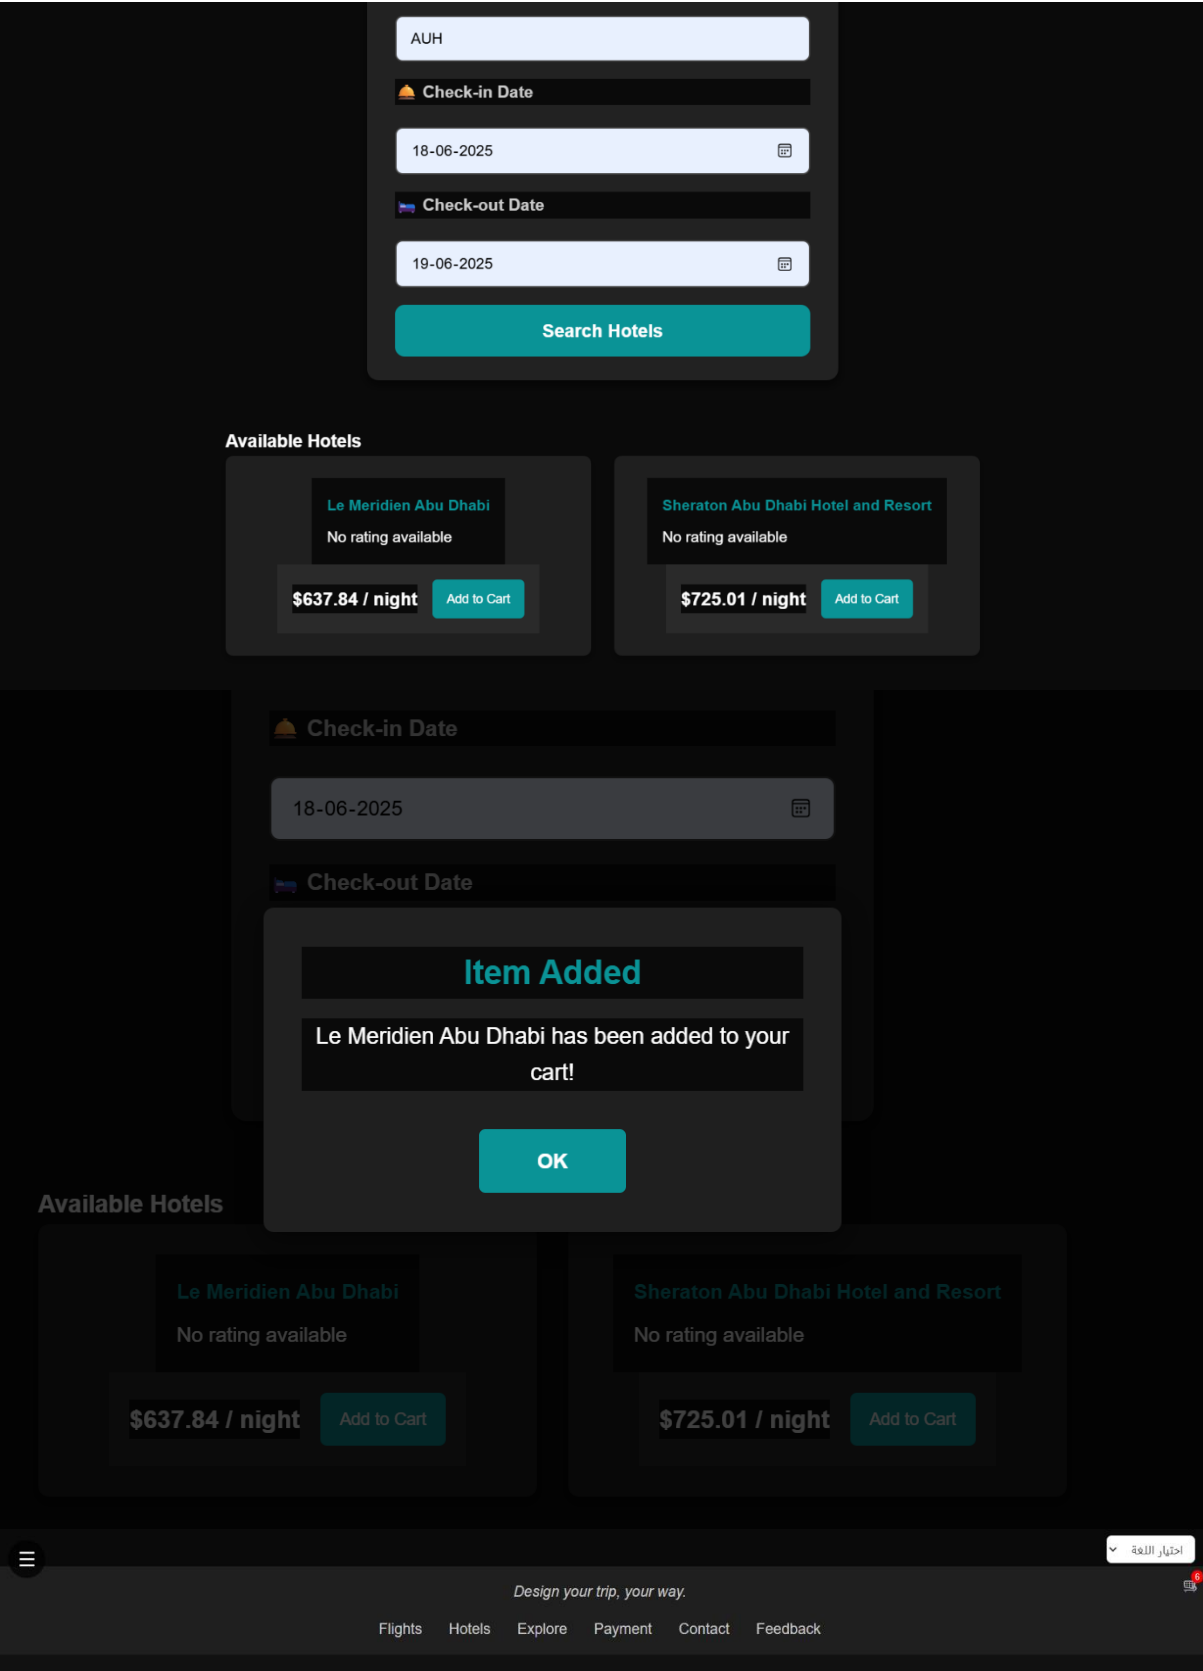 AUH
Check-in Date
18-06-2025
Check-out Date
19-06-2025
Search Hotels
Available Hotels
Le Meridien Abu Dhabi
No rating available
$637.84 / night
Add to Cart
Sheraton Abu Dhabi Hotel and Resort
No rating available
$725.01 / night
Add to Cart
Check-in Date
18-06-2025
Check-out Date
Item Added
Le Meridien Abu Dhabi has been added to your
cart!
OK
Available Hotels
Le Meridien Abu Dhabi
No rating available
$637.84 / night
Add to Cart
Sheraton Abu Dhabi Hotel and Resort
No rating available
$725.01 / night
Add to Cart
اختيار اللغة
6
Design your trip, your way.
Flights Hotels Explore Payment Contact Feedback